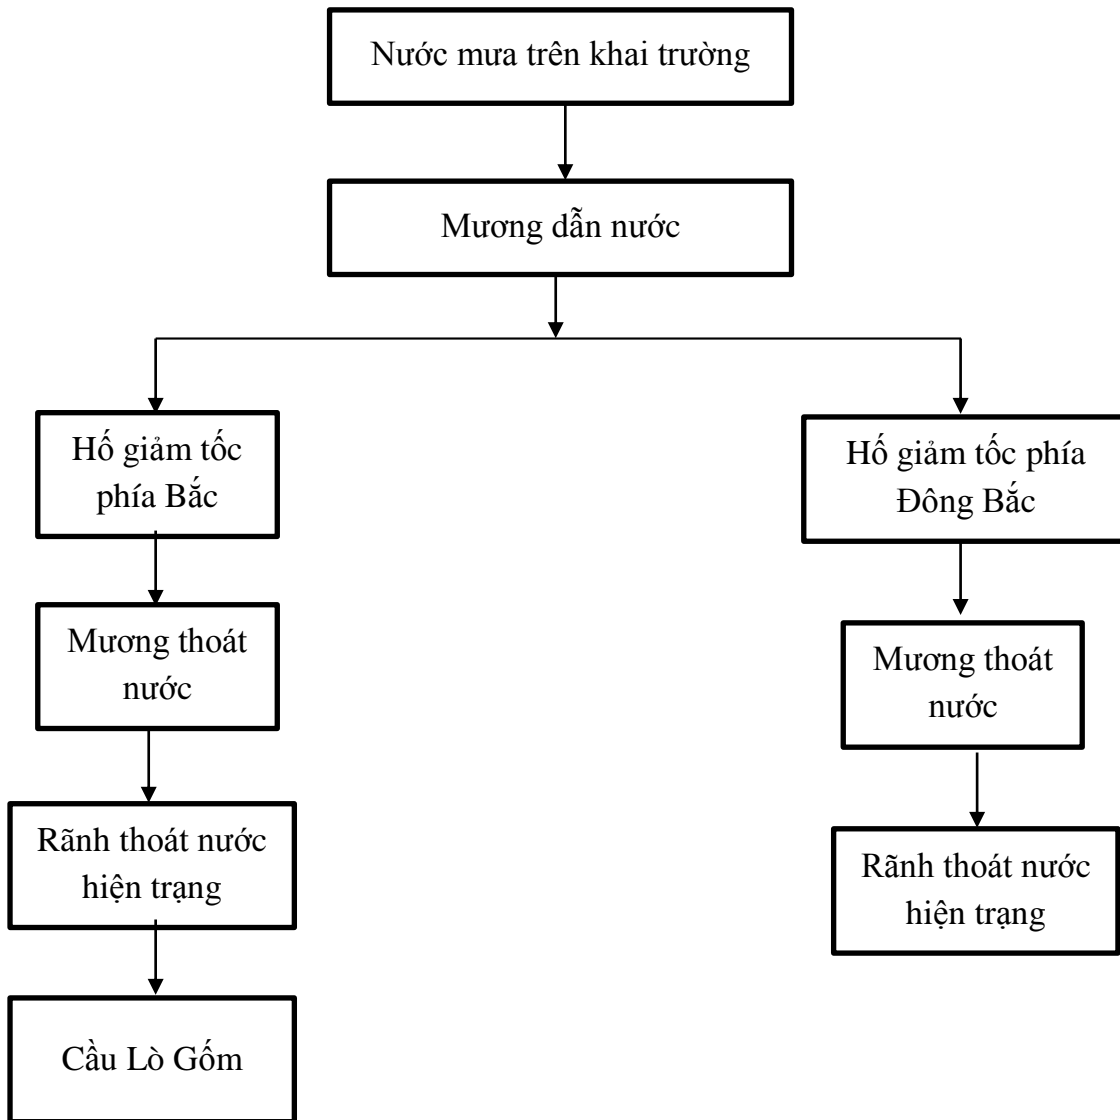 Nước mưa trên khai trường
Mương dẫn nước
Hố giảm tốc
phía Bắc
Hố giảm tốc phía
Đông Bắc
Mương thoát
nước
Mương thoát
nước
Rãnh thoát nước
hiện trạng
Rãnh thoát nước
hiện trạng
Cầu Lò Gốm